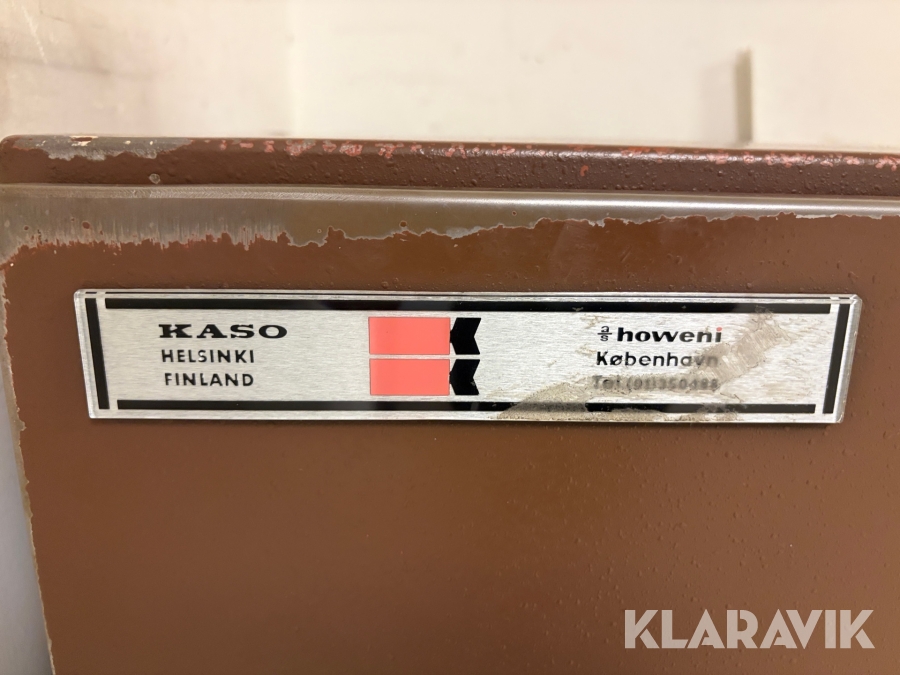 KASO
HELSINKI
FINLAND
a/s howeni
København
Tel (01)350488
KLARAVIK